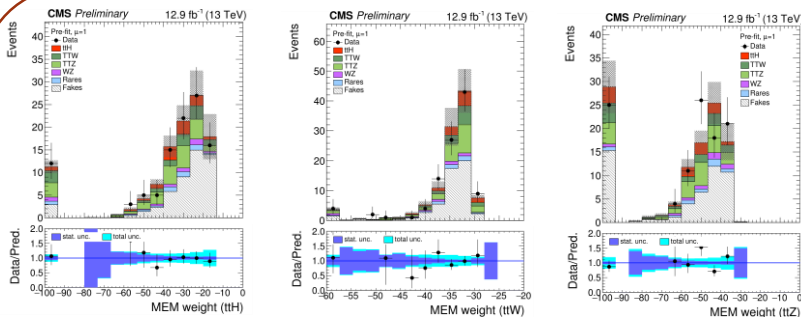 CMS Preliminary 12.9 fb⁻¹ (13 TeV)
Events
Pre-fit, μ=1
Data
ttH
TTW
TTZ
WZ
Rares
Fakes
40
35
30
25
20
15
10
5
0
Data/Pred.
stat. unc. total unc.
2.0
1.5
1.0
0.5
0.0
−100 −90 −80 −70 −60 −50 −40 −30 −20 −10 0
MEM weight (ttH)
CMS Preliminary 12.9 fb⁻¹ (13 TeV)
Events
Pre-fit, μ=1
Data
ttH
TTW
TTZ
WZ
Rares
Fakes
60
50
40
30
20
10
0
Data/Pred.
stat. unc. total unc.
2.0
1.5
1.0
0.5
0.0
−55 −50 −45 −40 −35 −30 −25 −20
MEM weight (ttW)
CMS Preliminary 12.9 fb⁻¹ (13 TeV)
Events
Pre-fit, μ=1
Data
ttH
TTW
TTZ
WZ
Rares
Fakes
40
35
30
25
20
15
10
5
0
Data/Pred.
stat. unc. total unc.
2.0
1.5
1.0
0.5
0.0
−100 −90 −80 −70 −60 −50 −40 −30 −20 −10 0
MEM weight (ttZ)